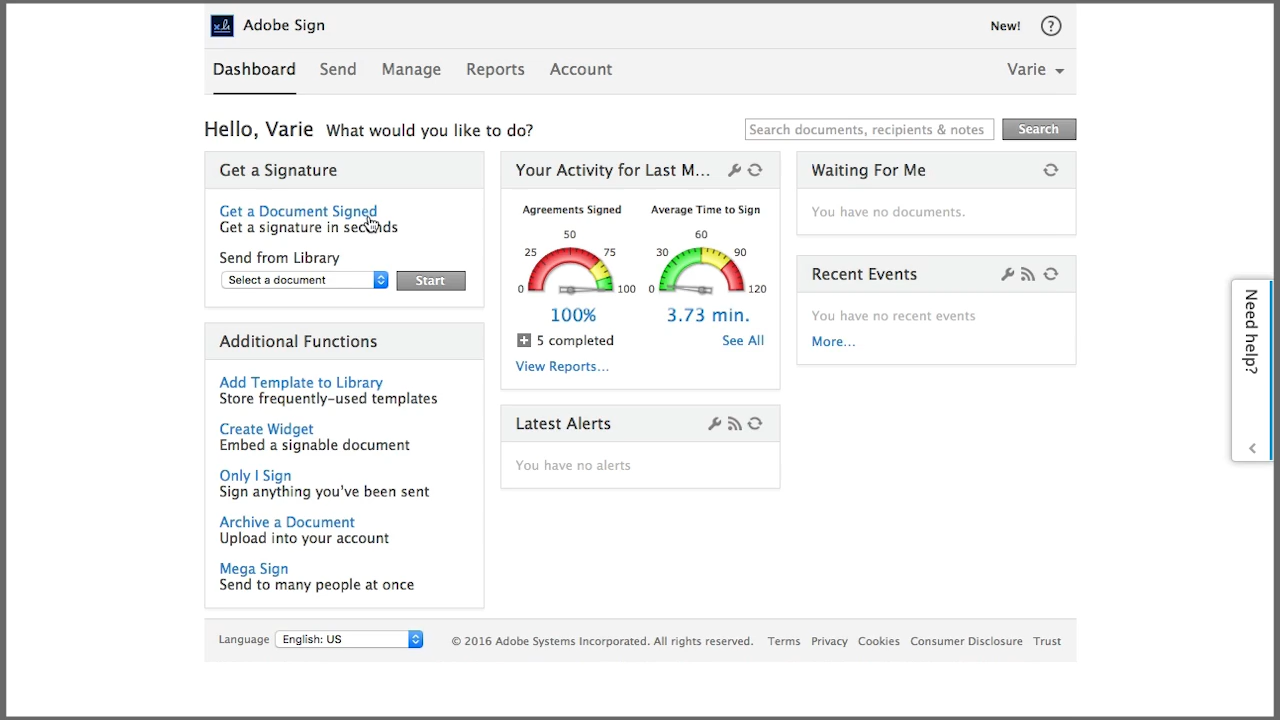 Adobe Sign
New!
?
Dashboard Send Manage Reports Account
Varie
Hello, Varie What would you like to do?
Search documents, recipients & notes
Search
Get a Signature
Get a Document Signed
Get a signature in seconds
Send from Library
Select a document
Start
Additional Functions
Add Template to Library
Store frequently-used templates
Create Widget
Embed a signable document
Only I Sign
Sign anything you've been sent
Archive a Document
Upload into your account
Mega Sign
Send to many people at once
Your Activity for Last M...
Agreements Signed
0 25 50 75 100
100%
Average Time to Sign
0 30 60 90 120
3.73 min.
5 completed
See All
View Reports...
Latest Alerts
You have no alerts
Waiting For Me
You have no documents.
Recent Events
You have no recent events
More...
Need help?
Language
English: US
© 2016 Adobe Systems Incorporated. All rights reserved. Terms Privacy Cookies Consumer Disclosure Trust